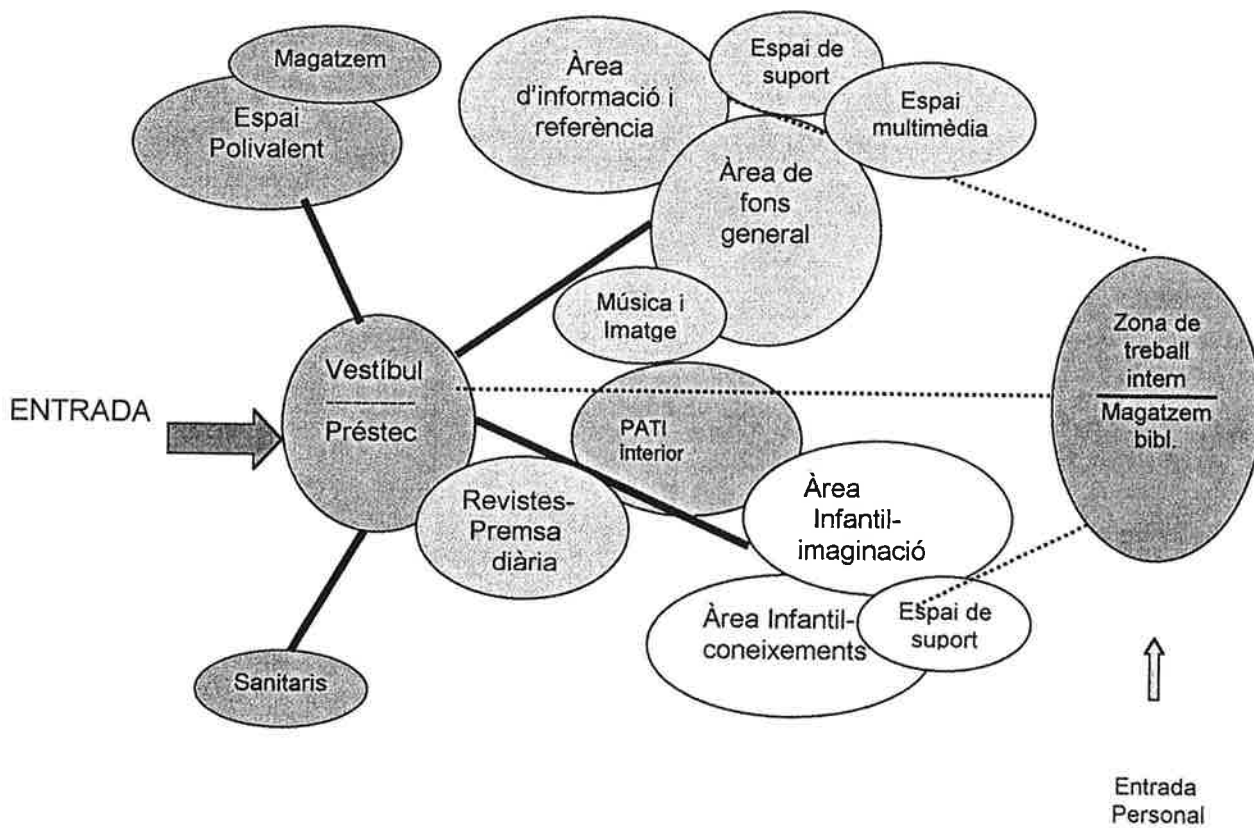 Magatzem
Espai
Polivalent
Àrea
d'informació i
referència
Espai de
suport
Espai
multimèdia
Àrea de
fons
general
Música i
Imatge
Vestíbul
Préstec
ENTRADA
PATI
Interior
Revistes-
Premsa
diària
Àrea
Infantil-
imaginació
Àrea Infantil-
coneixements
Espai de
suport
Sanitaris
Zona de
treball
intern
Magatzem
bibl.
Entrada
Personal